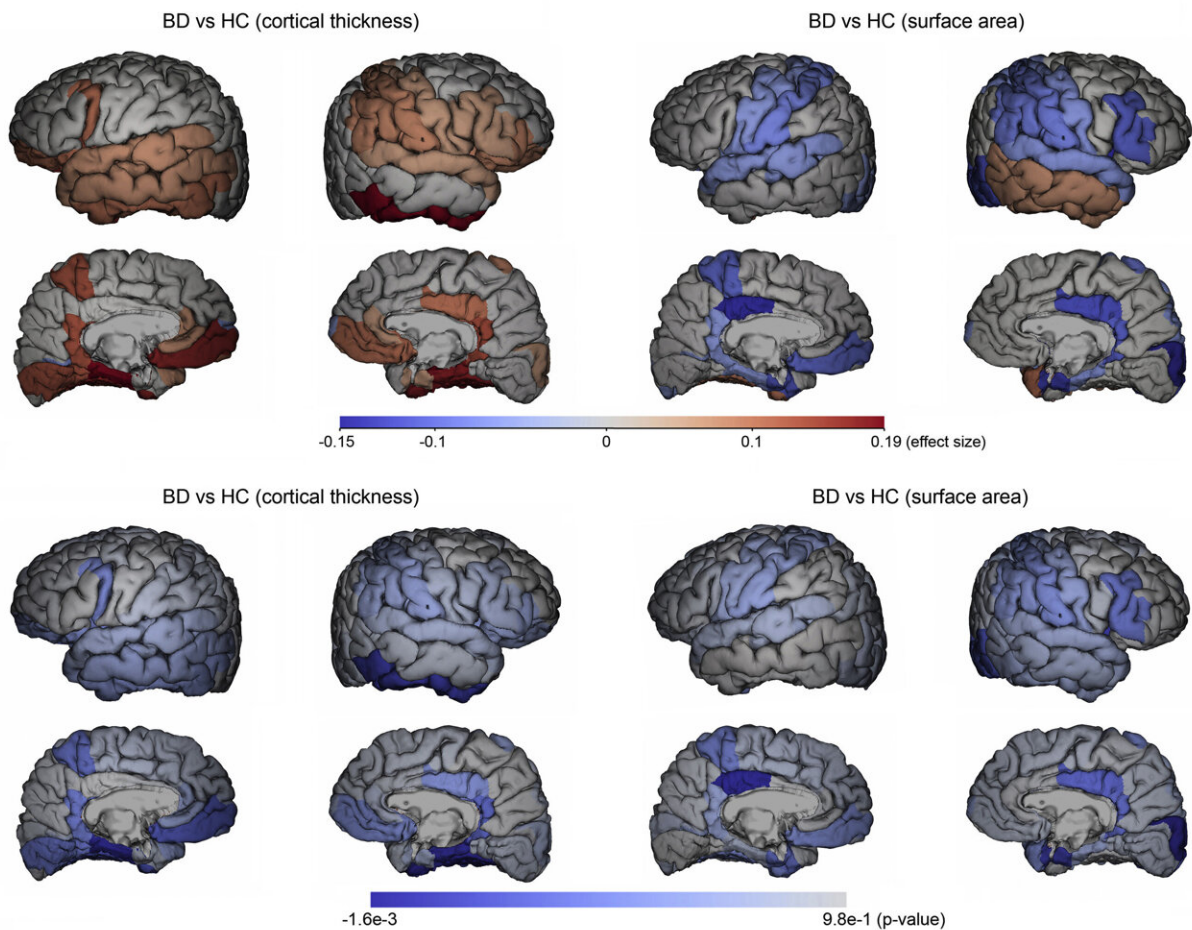 BD vs HC (cortical thickness)
BD vs HC (surface area)
-0.15
-0.1
0
0.1
0.19 (effect size)
BD vs HC (cortical thickness)
BD vs HC (surface area)
-1.6e-3
9.8e-1 (p-value)